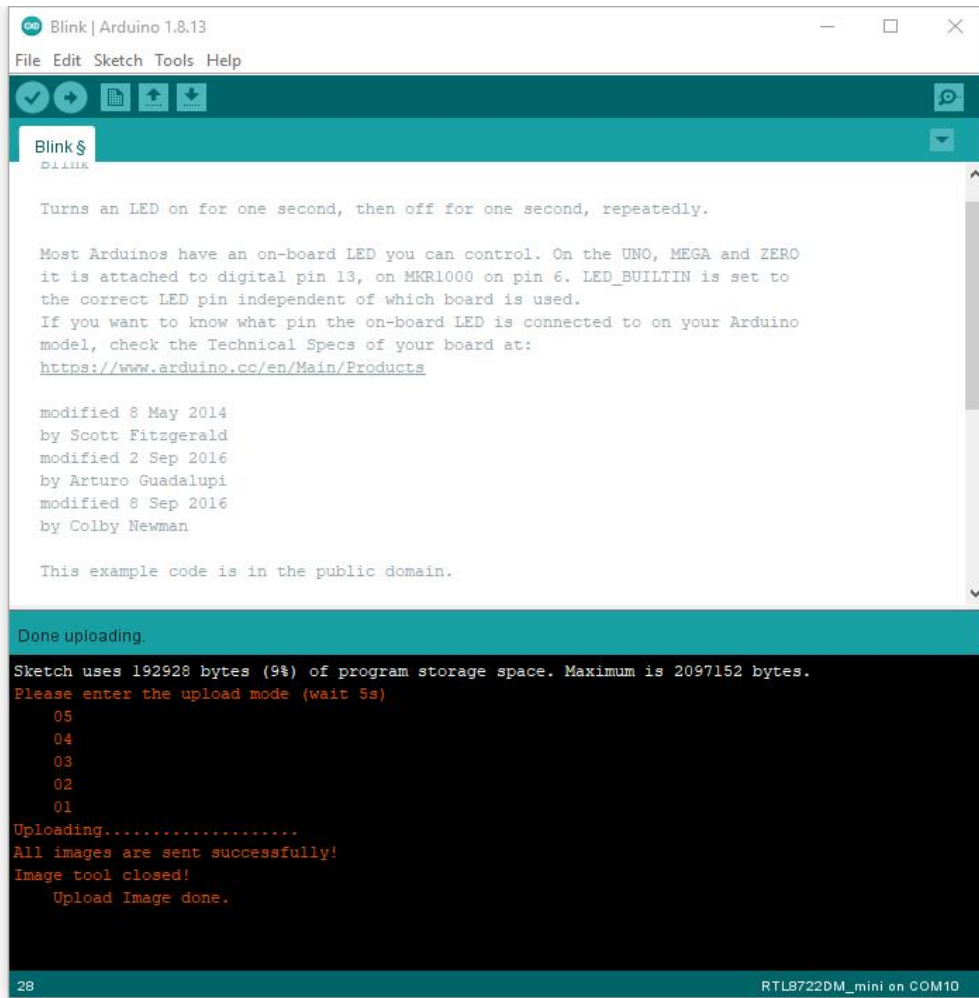 Blink | Arduino 1.8.13
File Edit Sketch Tools Help
Blink §
Blink
Turns an LED on for one second, then off for one second, repeatedly.
Most Arduinos have an on-board LED you can control. On the UNO, MEGA and ZERO
it is attached to digital pin 13, on MKR1000 on pin 6. LED_BUILTIN is set to
the correct LED pin independent of which board is used.
If you want to know what pin the on-board LED is connected to on your Arduino
model, check the Technical Specs of your board at:
https://www.arduino.cc/en/Main/Products
modified 8 May 2014
by Scott Fitzgerald
modified 2 Sep 2016
by Arturo Guadalupi
modified 8 Sep 2016
by Colby Newman
This example code is in the public domain.
Done uploading.
Sketch uses 192928 bytes (9%) of program storage space. Maximum is 2097152 bytes.
Please enter the upload mode (wait 5s)
05
04
03
02
01
Uploading....................
All images are sent successfully!
Image tool closed!
Upload Image done.
28
RTL8722DM_mini on COM10